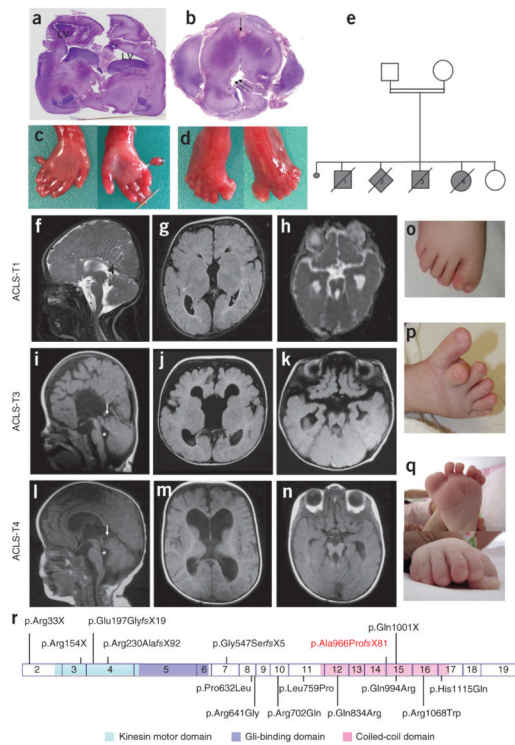 a
b
e
LV
LV
c
d
f
g
h
o
ACLS-T1
i
j
k
p
ACLS-T3
l
m
n
q
ACLS-T4
r
p.Arg33X
p.Glu197GlyfsX19
p.Gln1001X
p.Arg154X
p.Arg230AlafsX92
p.Gly547SerfsX5
p.Ala966ProfsX81
2 3 4 5 6 7 8 9 10 11 12 13 14 15 16 17 18 19
p.Pro632Leu
p.Leu759Pro
p.Gln994Arg
p.His1115Gln
p.Arg641Gly
p.Arg702Gln
p.Gln834Arg
p.Arg1068Trp
Kinesin motor domain
Gli-binding domain
Coiled-coil domain